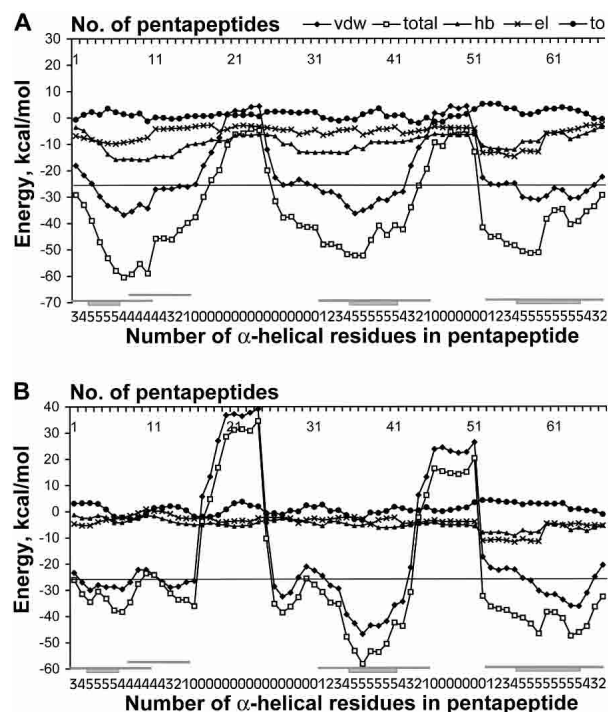 A No. of pentapeptides vdw total hb el to
1 11 21 31 41 51 61
30
20
10
0
-10
-20
-30
-40
-50
-60
-70
Energy, kcal/mol
Number of α-helical residues in pentapeptide
B No. of pentapeptides
1 11 21 31 41 51 61
40
30
20
10
0
-10
-20
-30
-40
-50
-60
Energy, kcal/mol
Number of α-helical residues in pentapeptide